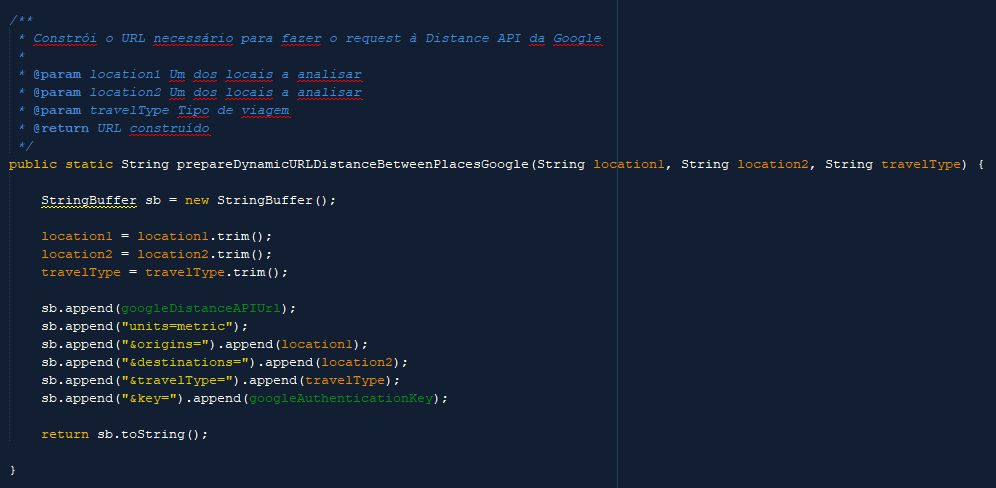 /**
 * Constrói o URL necessário para fazer o request à Distance API da Google
 *
 * @param location1 Um dos locais a analisar
 * @param location2 Um dos locais a analisar
 * @param travelType Tipo de viagem
 * @return URL construído
 */
public static String prepareDynamicURLDistanceBetweenPlacesGoogle(String location1, String location2, String travelType) {
    StringBuffer sb = new StringBuffer();
    location1 = location1.trim();
    location2 = location2.trim();
    travelType = travelType.trim();
    sb.append(googleDistanceAPIUrl);
    sb.append("units=metric");
    sb.append("&origins=").append(location1);
    sb.append("&destinations=").append(location2);
    sb.append("&travelType=").append(travelType);
    sb.append("&key=").append(googleAuthenticationKey);
    return sb.toString();
}